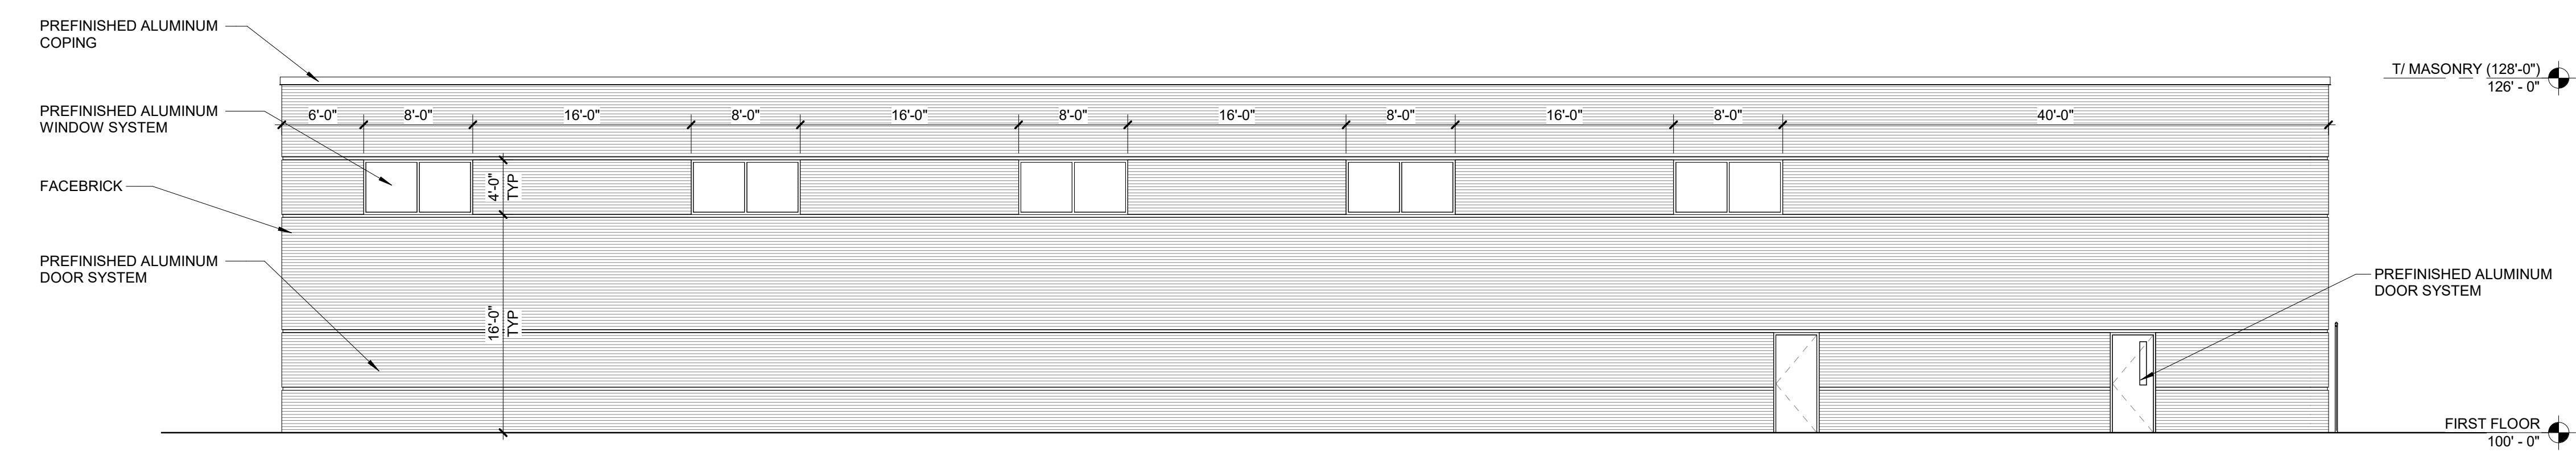 PREFINISHED ALUMINUM
COPING
T/ MASONRY (128'-0")
126' - 0"
PREFINISHED ALUMINUM
WINDOW SYSTEM
6'-0"
8'-0"
16'-0"
8'-0"
16'-0"
8'-0"
16'-0"
8'-0"
16'-0"
8'-0"
40'-0"
4'-0"
TYP
FACEBRICK
PREFINISHED ALUMINUM
DOOR SYSTEM
16'-0"
TYP
PREFINISHED ALUMINUM
DOOR SYSTEM
FIRST FLOOR
100' - 0"